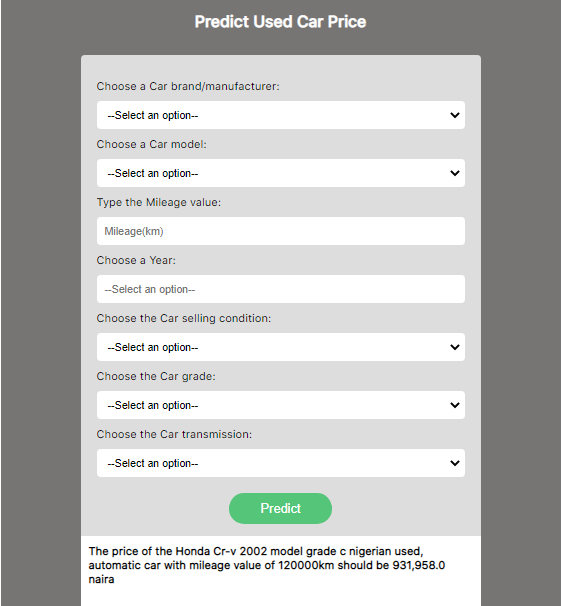 Predict Used Car Price
Choose a Car brand/manufacturer:
--Select an option--
Choose a Car model:
--Select an option--
Type the Mileage value:
Mileage(km)
Choose a Year:
--Select an option--
Choose the Car selling condition:
--Select an option--
Choose the Car grade:
--Select an option--
Choose the Car transmission:
--Select an option--
Predict
The price of the Honda Cr-v 2002 model grade c nigerian used,
automatic car with mileage value of 120000km should be 931,958.0
naira